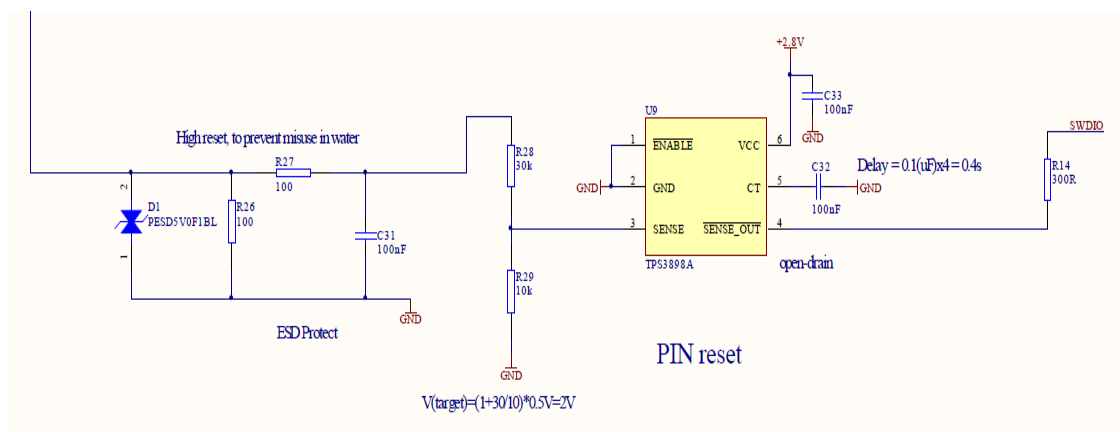 +2.8V
C33
100nF
GND
U9
High reset, to prevent misuse in water
R27
100
R28
30k
1
ENABLE
VCC
6
SWDIO
GND
2
GND
CT
5
C32
100nF
GND
Delay = 0.1(uF)x4 = 0.4s
R14
300R
2
D1
PESD5V0F1BL
1
R26
100
C31
100nF
3
SENSE
SENSE_OUT
4
TPS3898A
open-drain
R29
10k
GND
ESD Protect
PIN reset
GND
V(target)=(1+30/10)*0.5V=2V